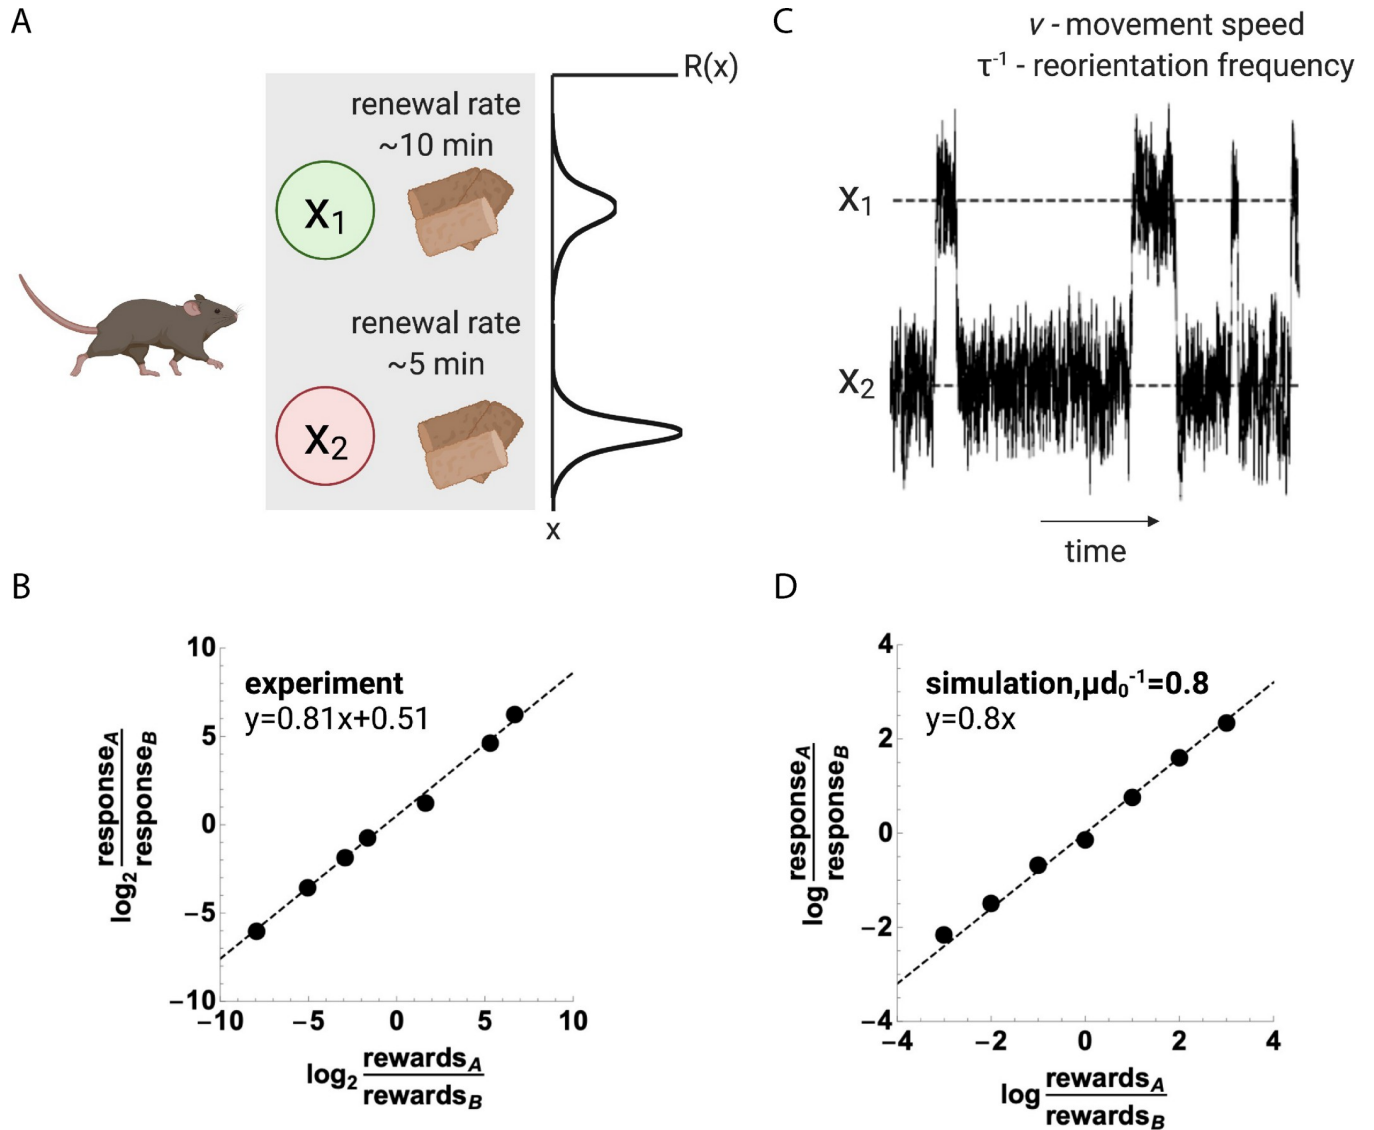 A
R(x)
renewal rate
~10 min
X₁
renewal rate
~5 min
X₂
x
C
v - movement speed
τ⁻¹ - reorientation frequency
X₁
X₂
time
B
experiment
y=0.81x+0.51
log₂ responseA
responseB
10
5
0
−5
−10
−10 −5 0 5 10
log₂ rewardsA
rewardsB
D
simulation,μd₀⁻¹=0.8
y=0.8x
log responseA
responseB
4
2
0
−2
−4
−4 −2 0 2 4
log rewardsA
rewardsB